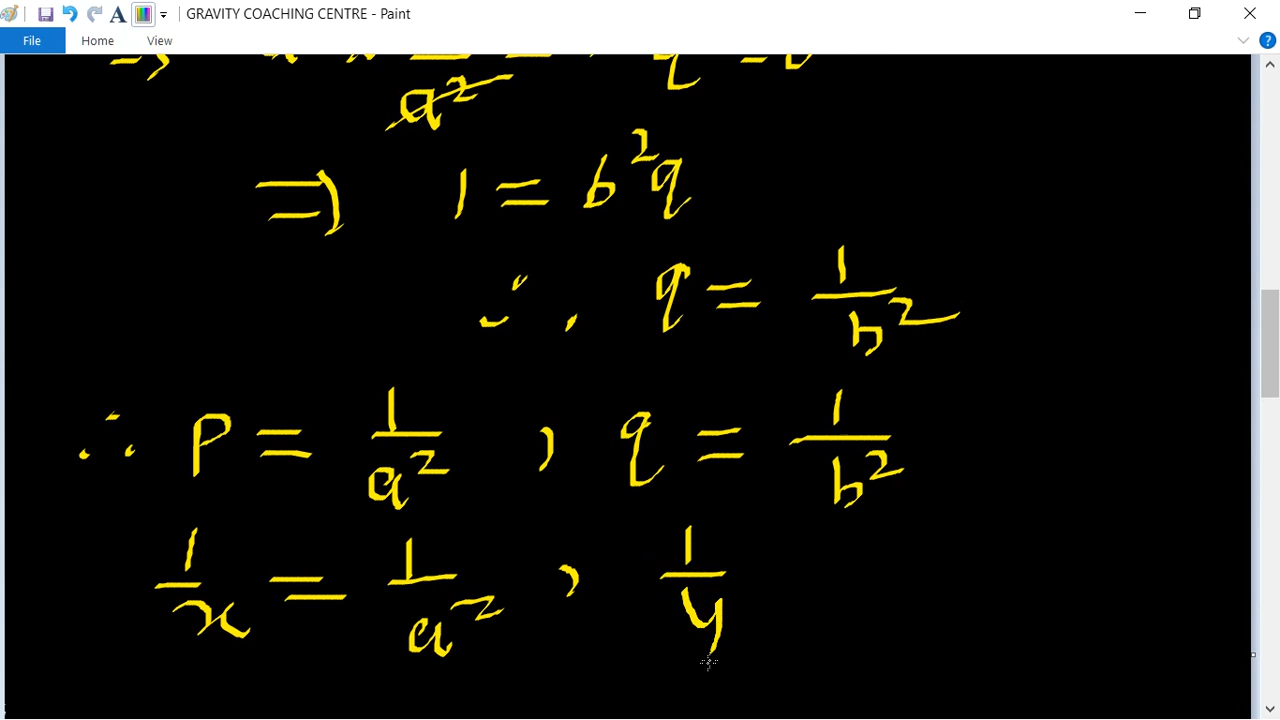 GRAVITY COACHING CENTRE - Paint
File Home View
a²
⇒ 1 = b²q
∴ q = 1/b²
∴ P = 1/a² , q = 1/b²
1/x = 1/a² , 1/y